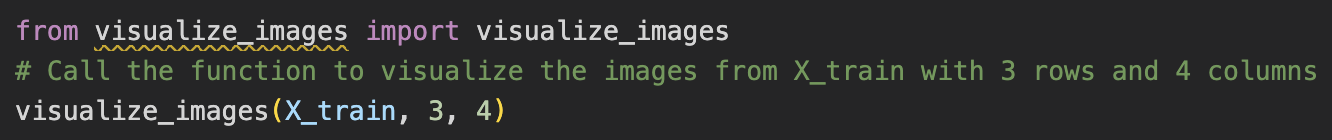 from visualize_images import visualize_images
# Call the function to visualize the images from X_train with 3 rows and 4 columns
visualize_images(X_train, 3, 4)